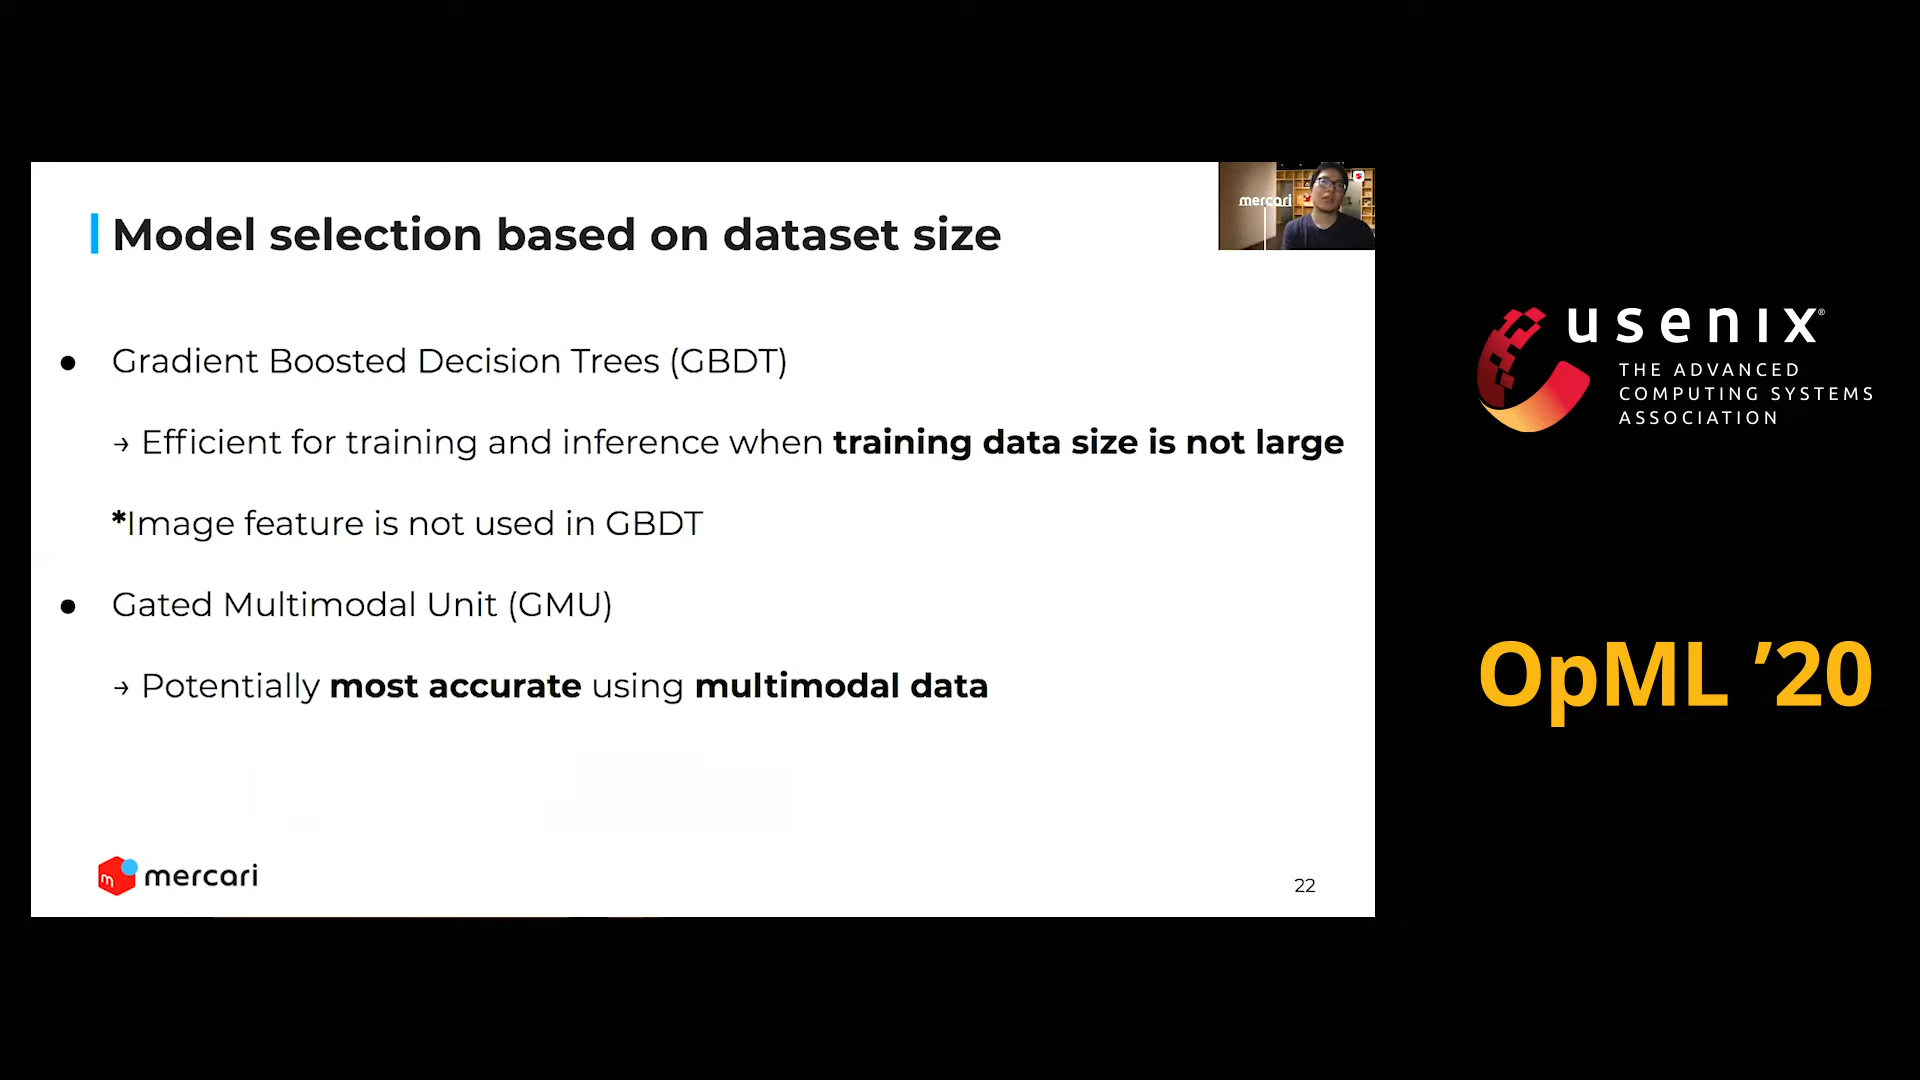 Model selection based on dataset size
mercari
● Gradient Boosted Decision Trees (GBDT)
→ Efficient for training and inference when training data size is not large
*Image feature is not used in GBDT
● Gated Multimodal Unit (GMU)
→ Potentially most accurate using multimodal data
m mercari
22
usenix®
THE ADVANCED
COMPUTING SYSTEMS
ASSOCIATION
OpML ’20